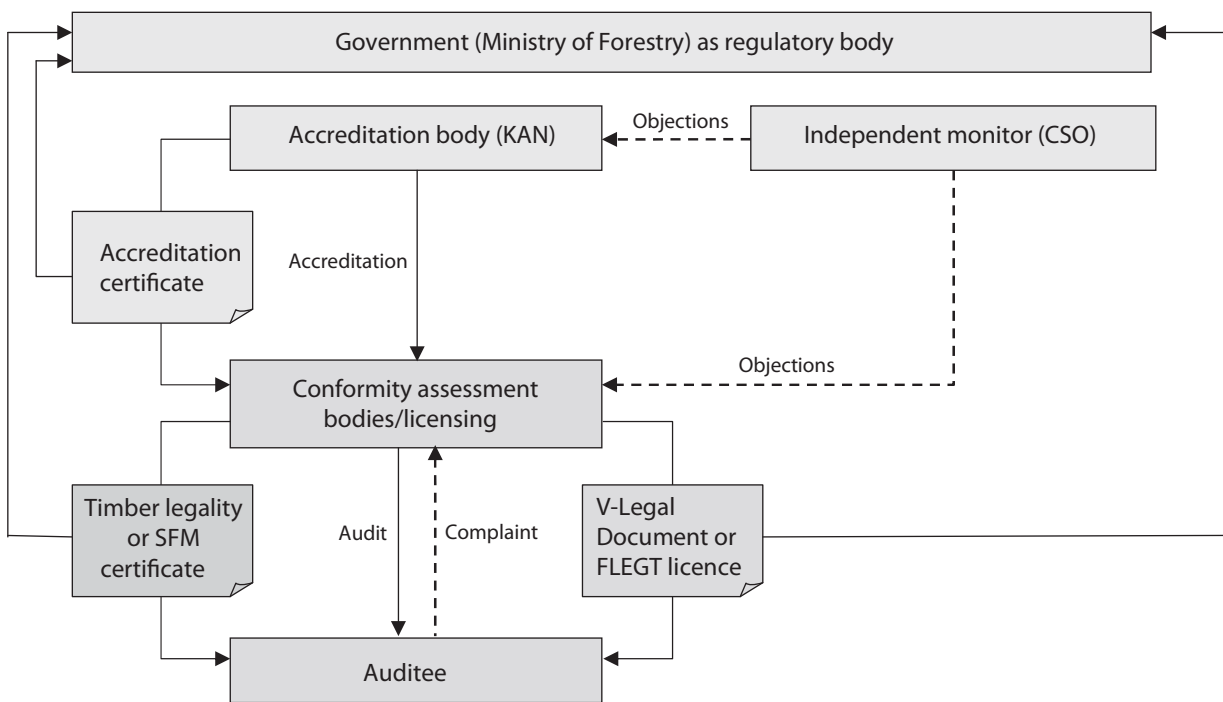 Government (Ministry of Forestry) as regulatory body
Accreditation body (KAN)
Objections
Independent monitor (CSO)
Accreditation
certificate
Accreditation
Objections
Conformity assessment
bodies/licensing
Timber legality
or SFM
certificate
Audit
Complaint
V-Legal
Document or
FLEGT licence
Auditee